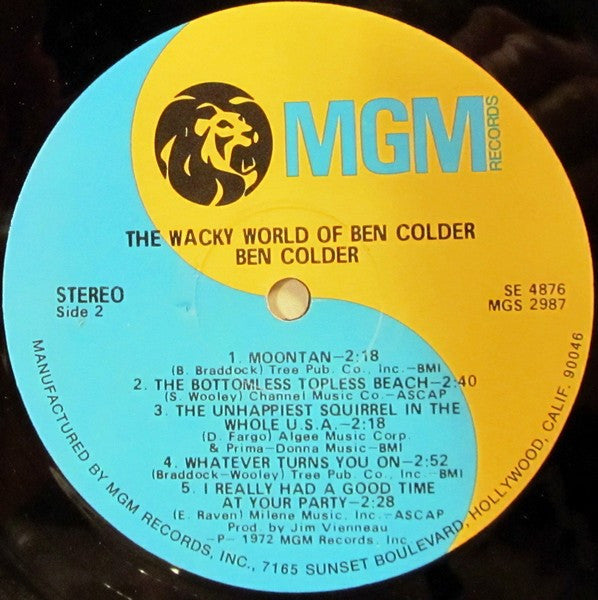 MGM
RECORDS
THE WACKY WORLD OF BEN COLDER
BEN COLDER
STEREO
Side 2
SE 4876
MGS 2987
1. MOONTAN-2:18
(B. Braddock) Tree Pub. Co., Inc.-BMI
2. THE BOTTOMLESS TOPLESS BEACH-2:40
(S. Wooley) Channel Music Co.-ASCAP
3. THE UNHAPPIEST SQUIRREL IN THE
WHOLE U.S.A.-2:18
(D. Fargo) Algee Music Corp.
& Prima-Donna Music-BMI
4. WHATEVER TURNS YOU ON-2:52
(Braddock-Wooley) Tree Pub. Co., Inc.-BMI
5. I REALLY HAD A GOOD TIME
AT YOUR PARTY-2:28
(E. Raven) Milene Music. Inc.-ASCAP
Prod. by Jim Vienneau
-P- 1972 MGM Records. Inc.
MANUFACTURED BY MGM RECORDS, INC., 7165 SUNSET BOULEVARD, HOLLYWOOD, CALIF. 90046